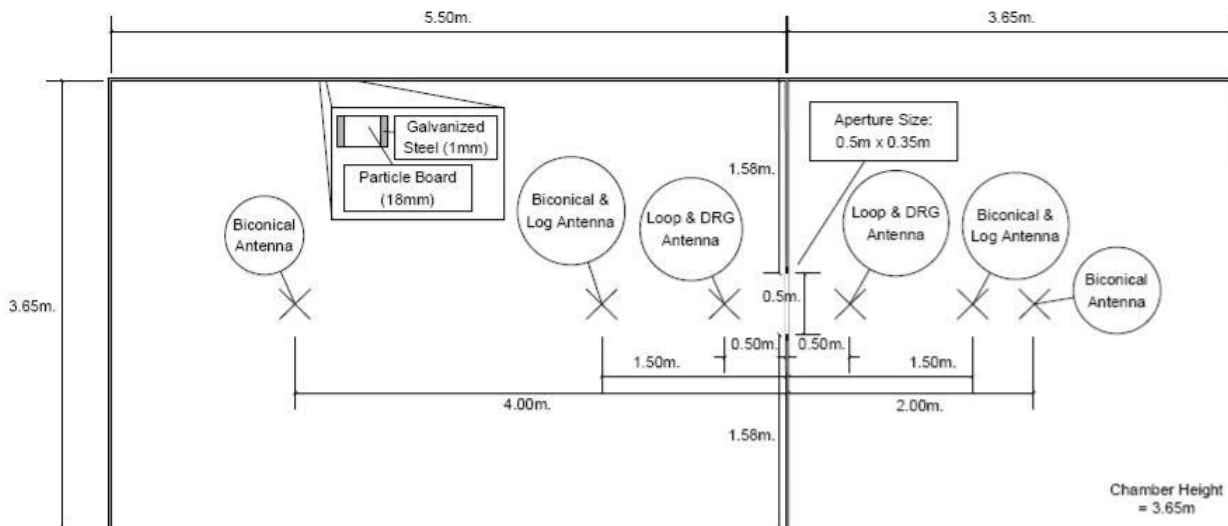 5.50m.
3.65m.
Galvanized
Steel (1mm)
Particle Board
(18mm)
Aperture Size:
0.5m x 0.35m
1.58m.
Biconical
Antenna
Biconical &
Log Antenna
Loop & DRG
Antenna
Loop & DRG
Antenna
Biconical &
Log Antenna
Biconical
Antenna
3.65m.
0.5m.
0.50m.
0.50m.
1.50m.
1.50m.
4.00m.
2.00m.
1.58m.
Chamber Height
= 3.65m